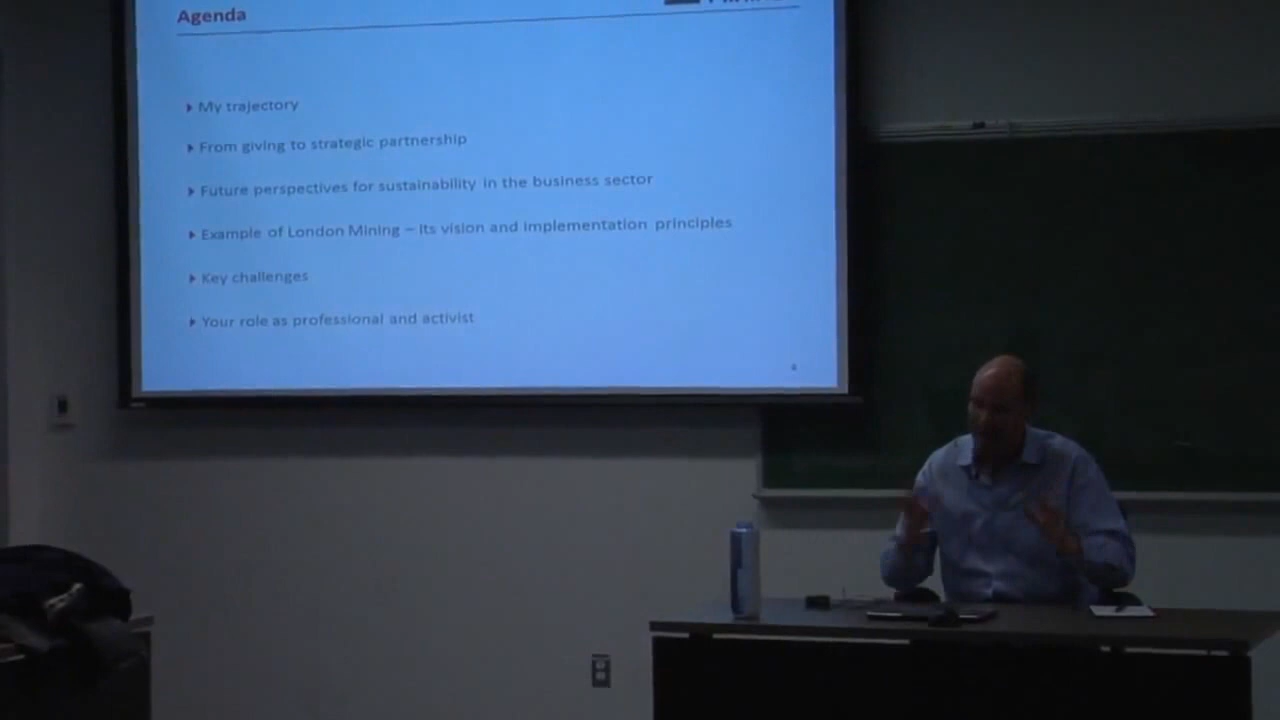 Agenda
My trajectory
From giving to strategic partnership
Future perspectives for sustainability in the business sector
Example of London Mining – its vision and implementation principles
Key challenges
Your role as professional and activist